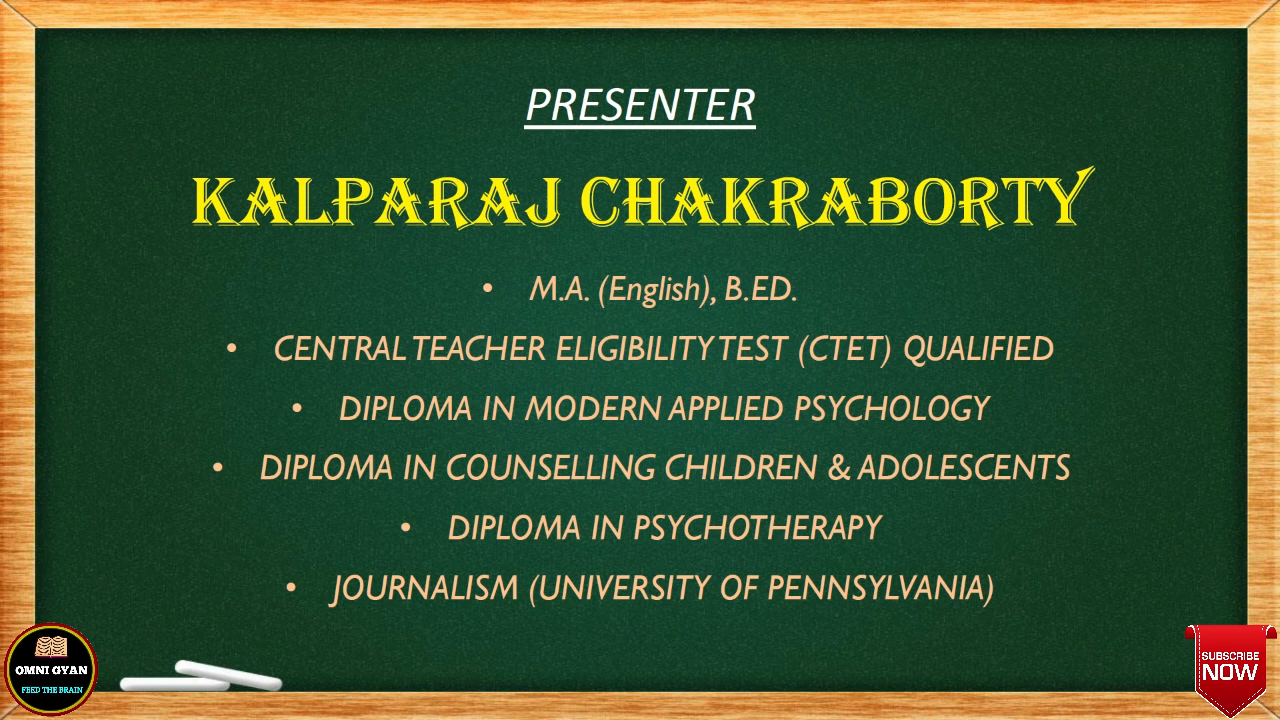 PRESENTER
KALPARAJ CHAKRABORTY
• M.A. (English), B.ED.
• CENTRAL TEACHER ELIGIBILITY TEST (CTET) QUALIFIED
• DIPLOMA IN MODERN APPLIED PSYCHOLOGY
• DIPLOMA IN COUNSELLING CHILDREN & ADOLESCENTS
• DIPLOMA IN PSYCHOTHERAPY
• JOURNALISM (UNIVERSITY OF PENNSYLVANIA)
OMNI GYAN
FEED THE BRAIN
SUBSCRIBE
NOW